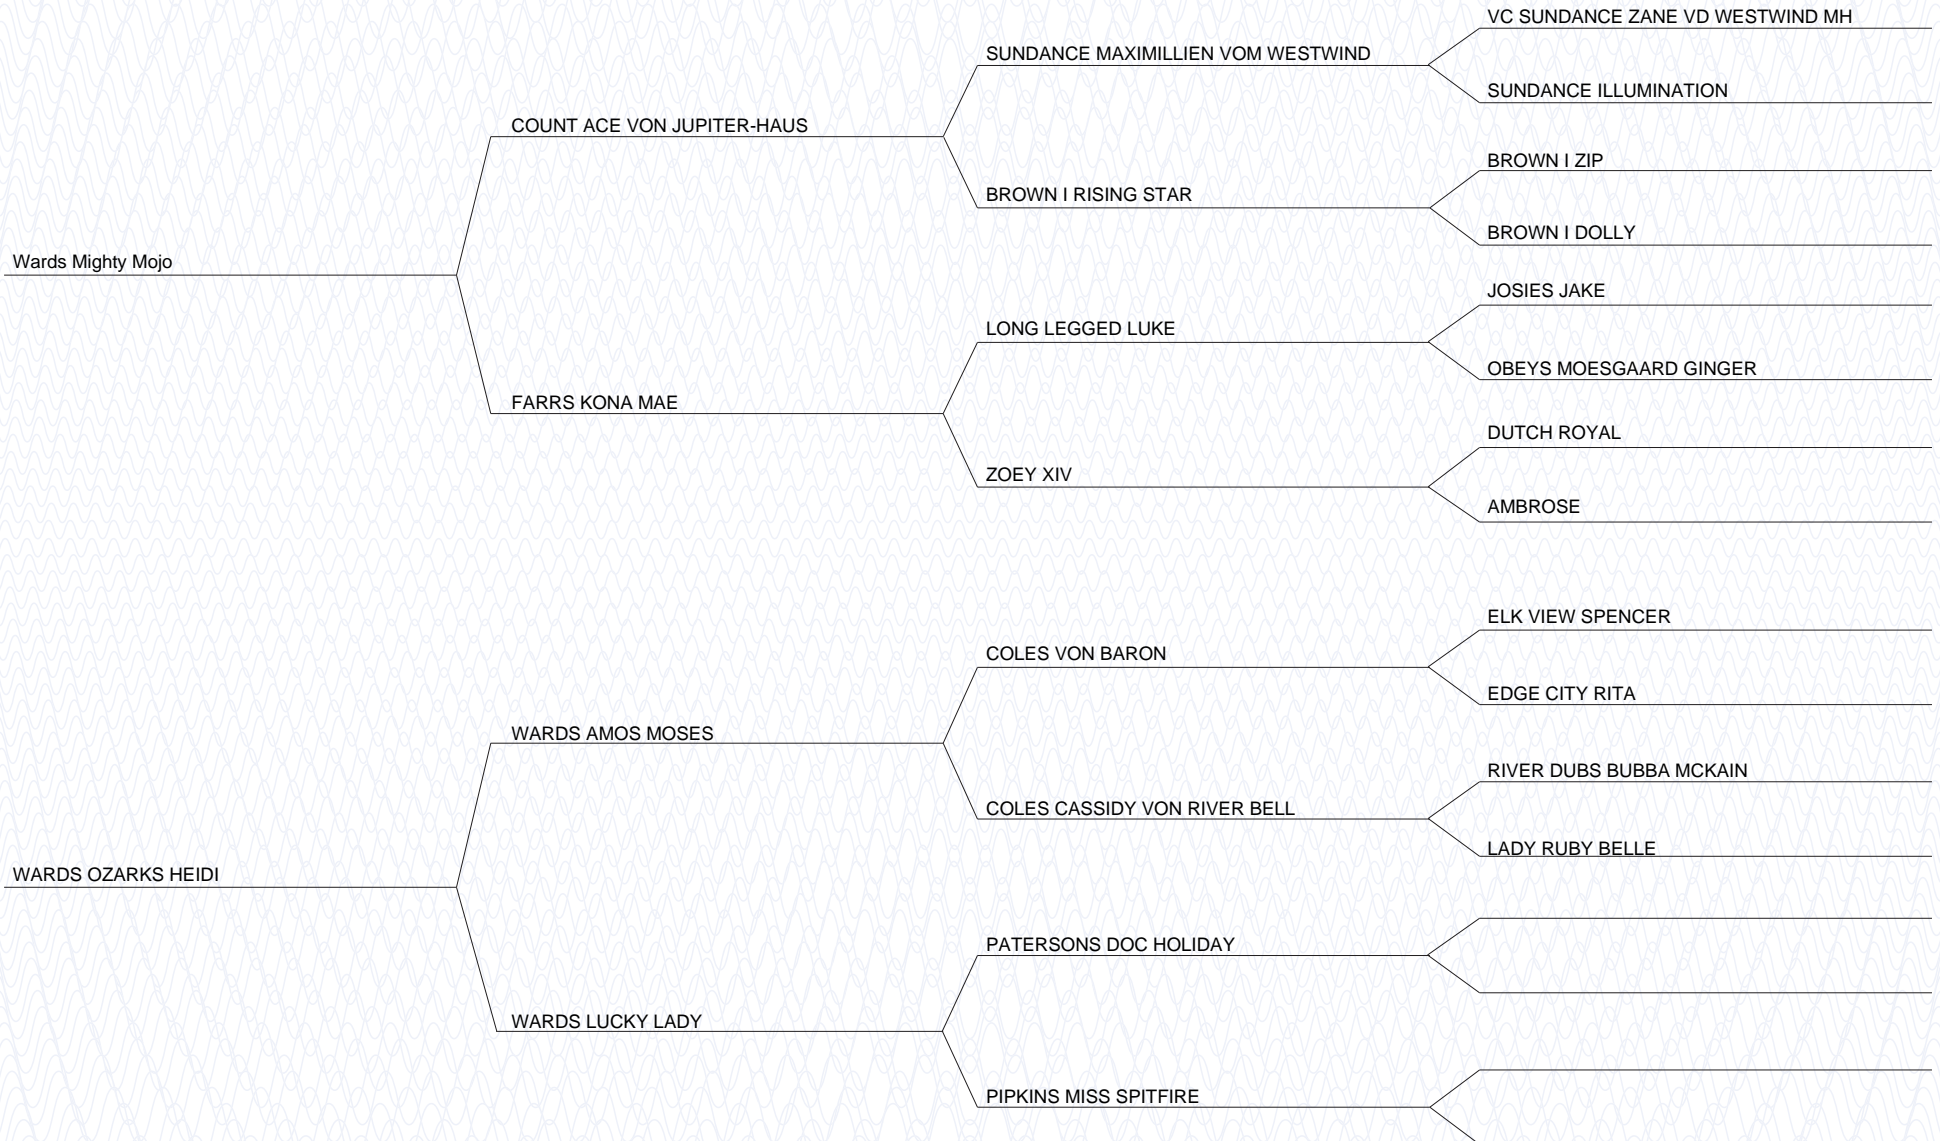 VC SUNDANCE ZANE VD WESTWIND MH
SUNDANCE MAXIMILLIEN VOM WESTWIND
SUNDANCE ILLUMINATION
COUNT ACE VON JUPITER-HAUS
BROWN I ZIP
BROWN I RISING STAR
BROWN I DOLLY
Wards Mighty Mojo
JOSIES JAKE
LONG LEGGED LUKE
OBEYS MOESGAARD GINGER
FARRS KONA MAE
DUTCH ROYAL
ZOEY XIV
AMBROSE
ELK VIEW SPENCER
COLES VON BARON
EDGE CITY RITA
WARDS AMOS MOSES
RIVER DUBS BUBBA MCKAIN
COLES CASSIDY VON RIVER BELL
LADY RUBY BELLE
WARDS OZARKS HEIDI
PATERSONS DOC HOLIDAY
WARDS LUCKY LADY
PIPKINS MISS SPITFIRE